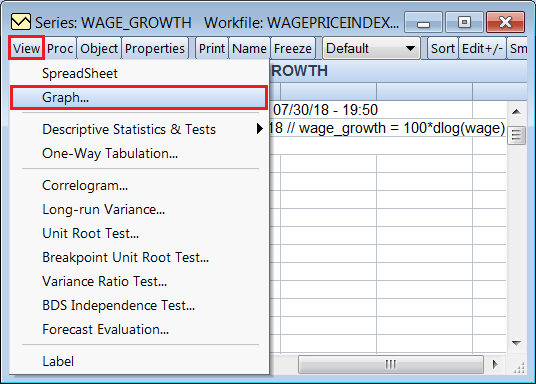 Series: WAGE_GROWTH Workfile: WAGEPRICEINDEX...
View Proc Object Properties Print Name Freeze Default Sort Edit+/- Sm
ROWTH
SpreadSheet
Graph...
07/30/18 - 19:50
Descriptive Statistics & Tests
18 // wage_growth = 100*dlog(wage)
One-Way Tabulation...
Correlogram...
Long-run Variance...
Unit Root Test...
Breakpoint Unit Root Test...
Variance Ratio Test...
BDS Independence Test...
Forecast Evaluation...
Label